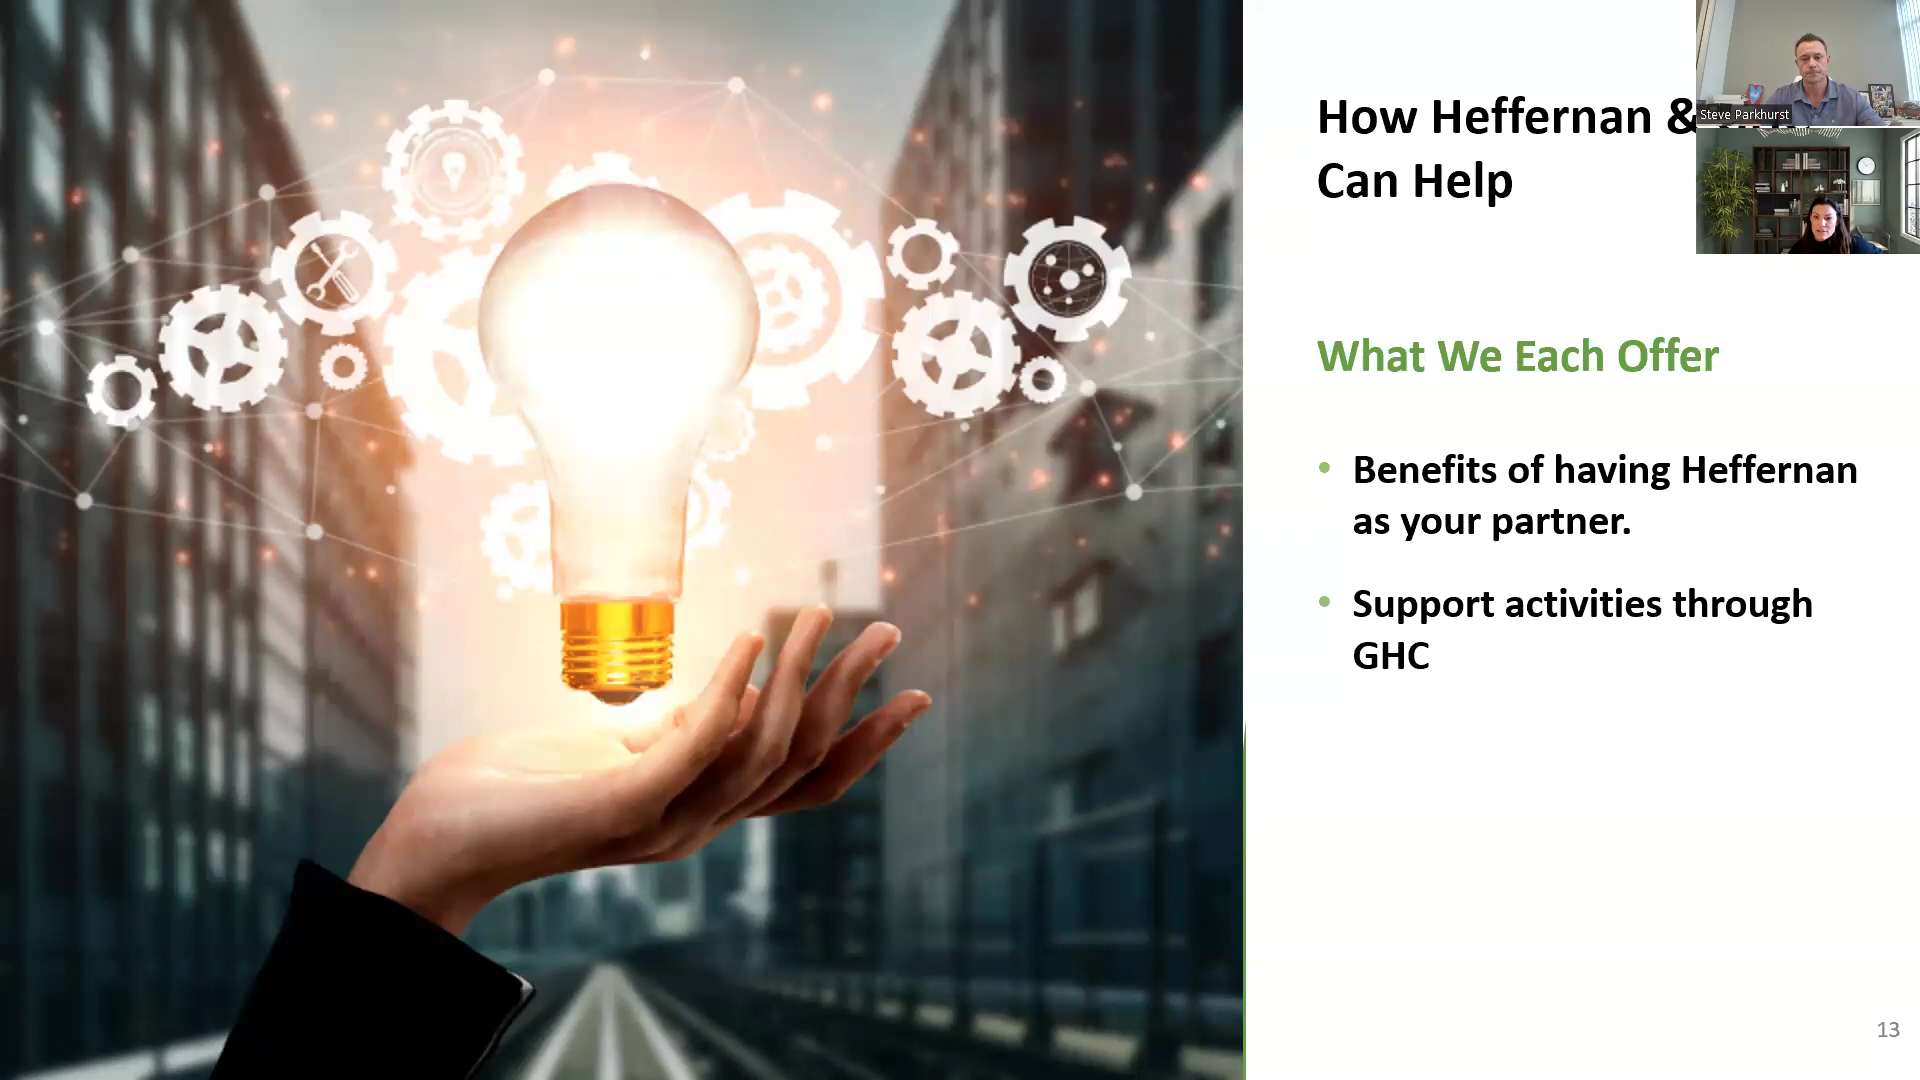 How Heffernan &
Can Help
Steve Parkhurst
What We Each Offer
• Benefits of having Heffernan
as your partner.
• Support activities through
GHC
13